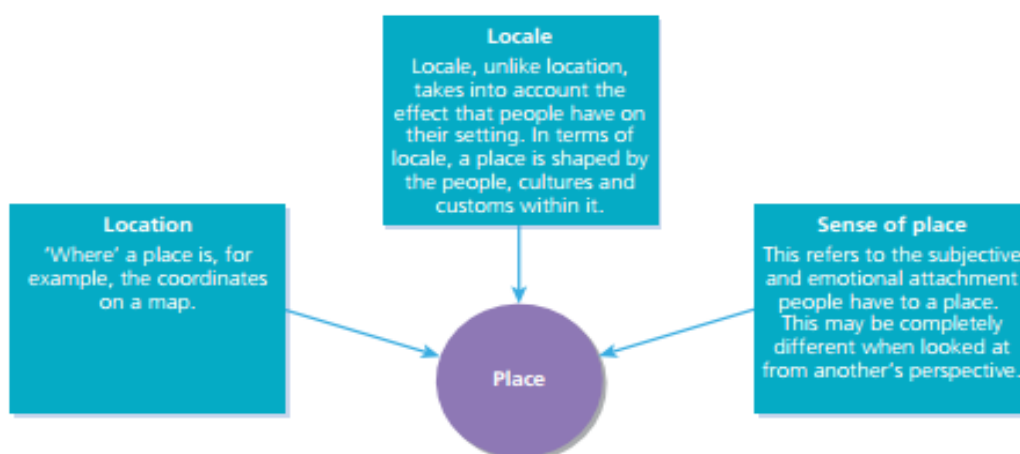 Locale
Locale, unlike location,
takes into account the
effect that people have on
their setting. In terms of
locale, a place is shaped by
the people, cultures and
customs within it.
Location
'Where' a place is, for
example, the coordinates
on a map.
Sense of place
This refers to the subjective
and emotional attachment
people have to a place.
This may be completely
different when looked at
from another's perspective.
Place